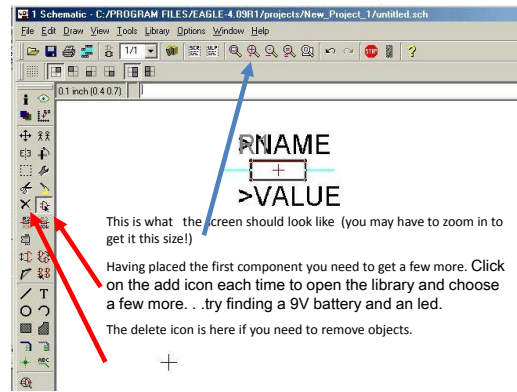 1 Schematic - C:/PROGRAM FILES/EAGLE-4.09R1/projects/New_Project_1/untitled.sch
File Edit Draw View Tools Library Options Window Help
1/1
SCR ULP
STOP
?
0.1 inch (0.4 0.7)
>NAME
>VALUE
This is what the screen should look like (you may have to zoom in to
get it this size!)
Having placed the first component you need to get a few more. Click
on the add icon each time to open the library and choose
a few more. . .try finding a 9V battery and an led.
The delete icon is here if you need to remove objects.
T
ABC